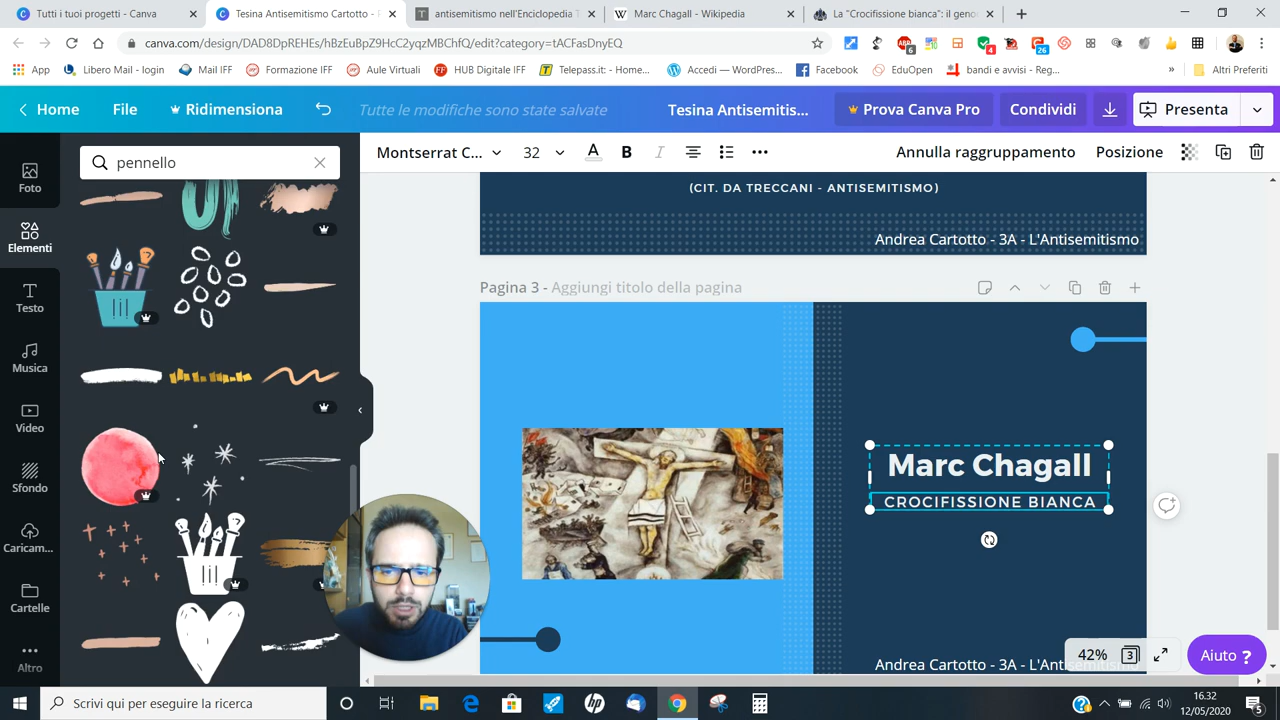 Tutti i tuoi progetti - Canva
Tesina Antisemitismo Cartotto -
antisemitismo nell'Enciclopedia T
Marc Chagall - Wikipedia
La "Crocifissione bianca": il geno
canva.com/design/DAD8D1REHEs/hBzEuBpZ9HcC2yqzMBChfQ/edit?category=tACFasDnyEQ
App
Libero Mail - login
Mail IFF
Formazione IFF
Aule Virtuali
HUB Digitale IFF
Telepass.it: - Home...
Accedi — WordPres...
Facebook
EduOpen
bandi e avvisi - Reg...
»
Altri Preferiti
Home
File
Ridimensiona
Tutte le modifiche sono state salvate
Tesina Antisemitis...
Prova Canva Pro
Condividi
Presenta
pennello
Montserrat C...
32
A
B
I
Annulla raggruppamento
Posizione
Foto
Elementi
Testo
Musica
Video
Sfondo
Caricam...
Cartelle
Altro
(CIT. DA TRECCANI - ANTISEMITISMO)
Andrea Cartotto - 3A - L'Antisemitismo
Pagina 3 - Aggiungi titolo della pagina
Marc Chagall
CROCIFISSIONE BIANCA
Andrea Cartotto - 3A - L'Antisemitismo
42%
3
Aiuto ?
Scrivi qui per eseguire la ricerca
16.32
12/05/2020
5